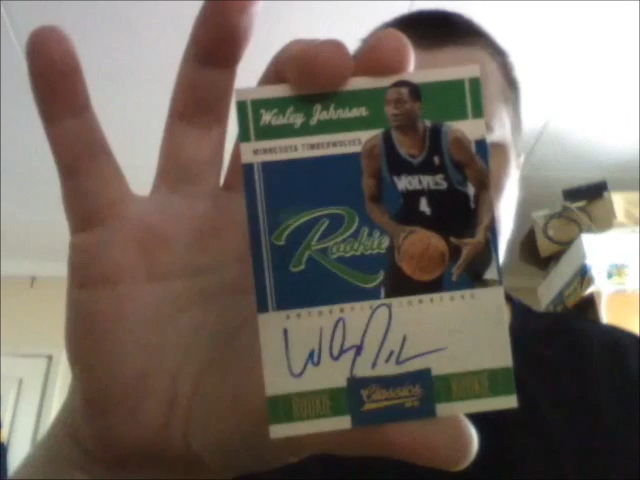 Wesley Johnson
MINNESOTA TIMBERWOLVES
WOLVES
4
Rookie
AUTHENTIC SIGNATURE
ROOKIE
Classics
ROOKIE